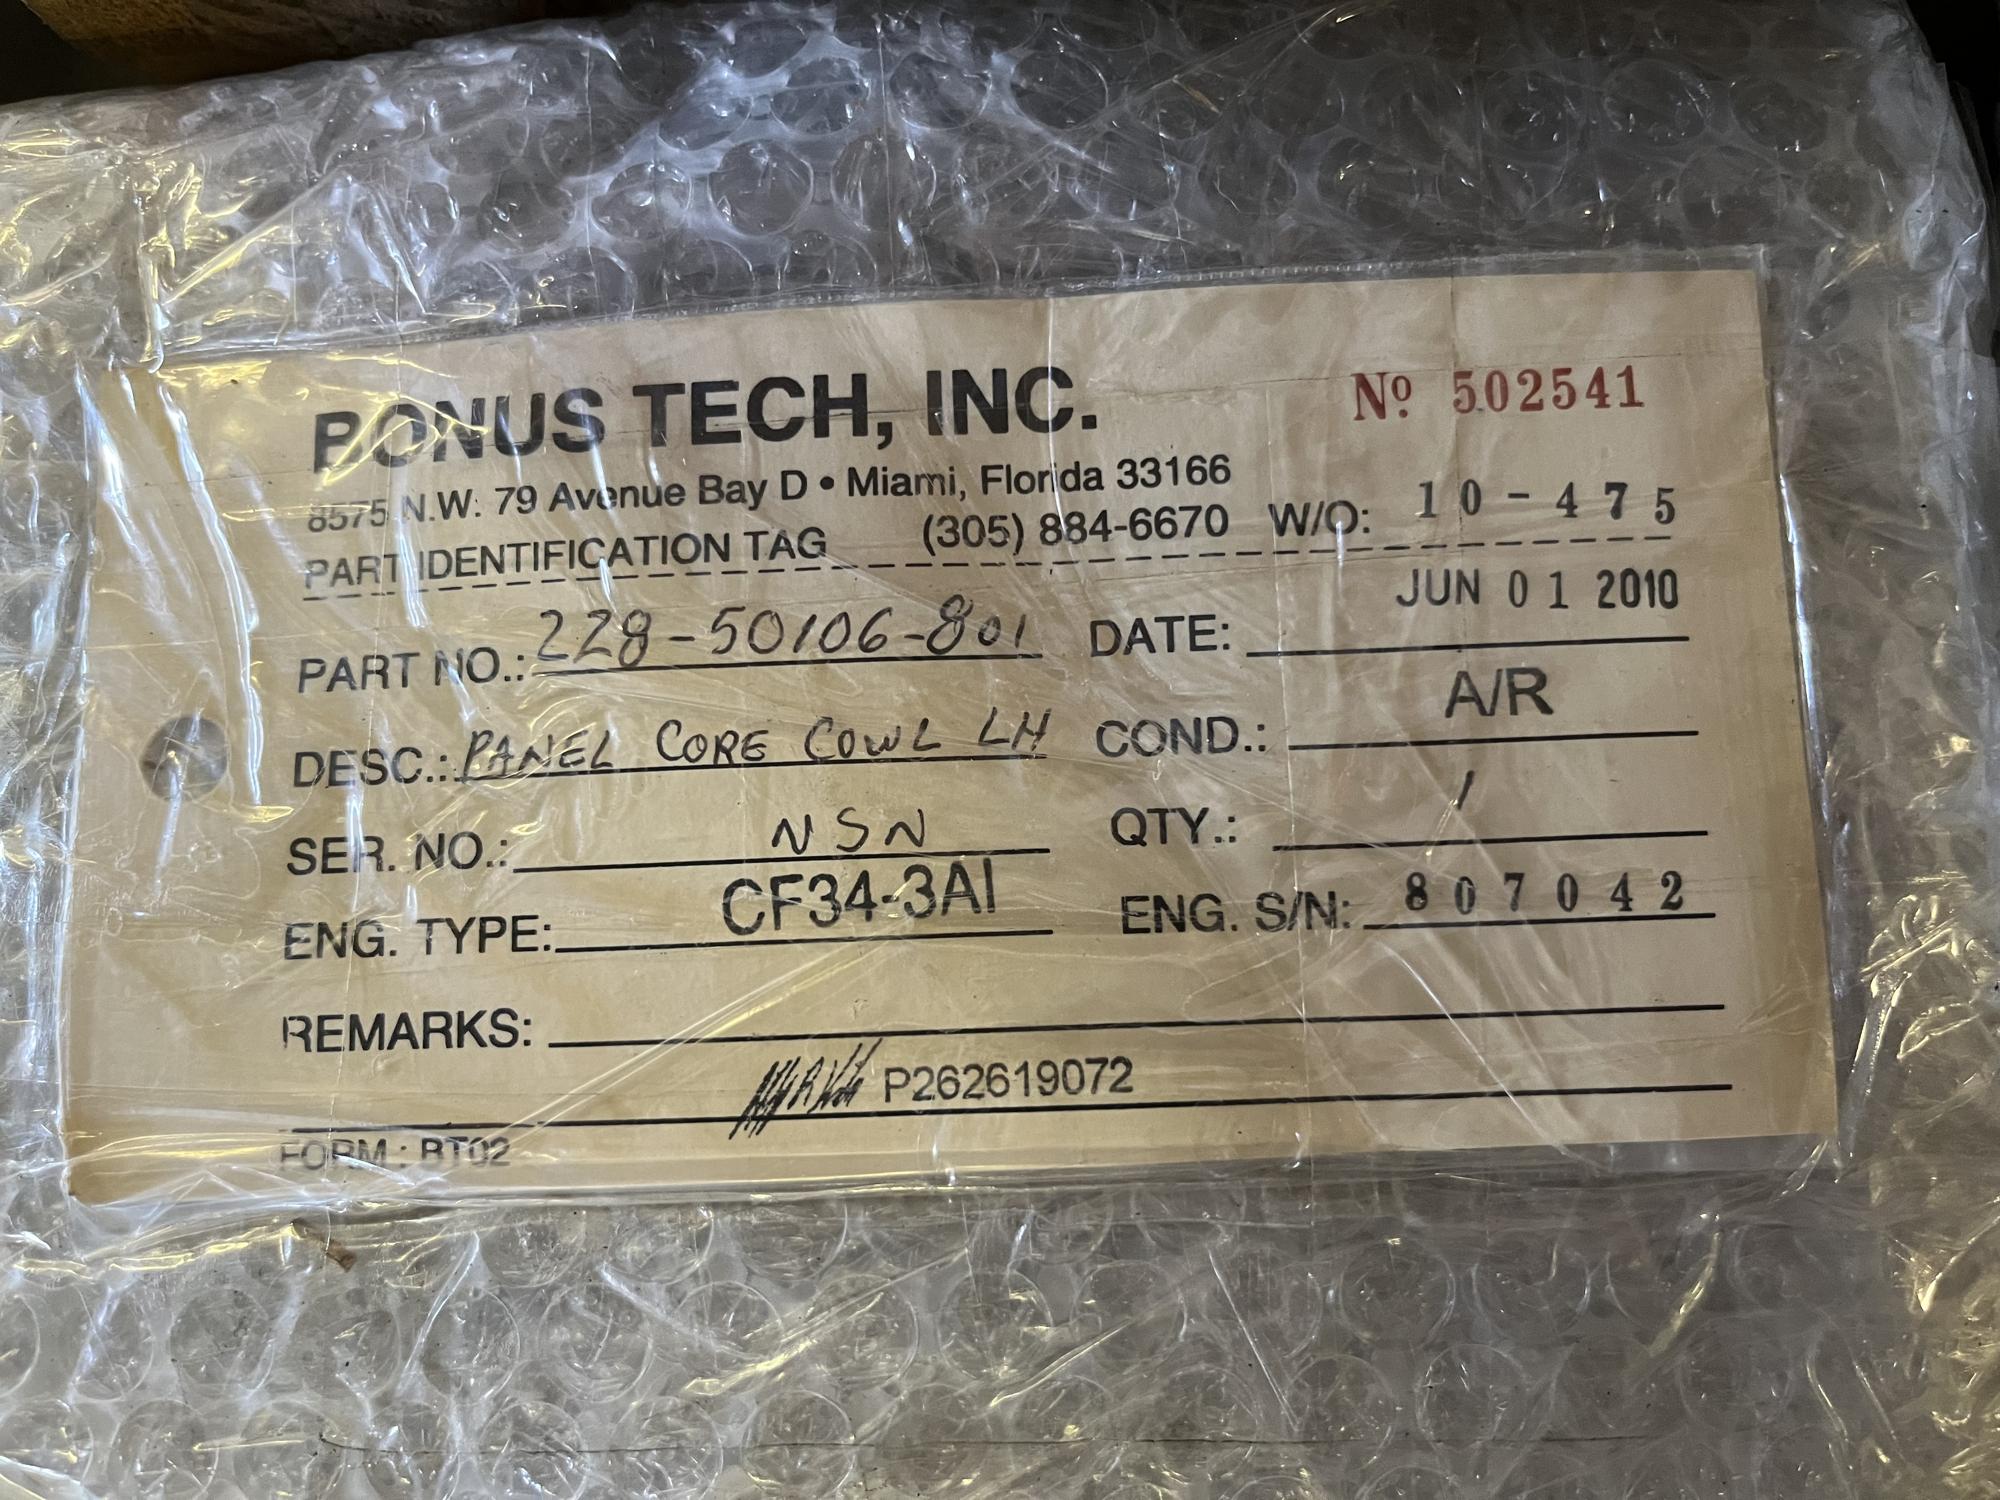 BONUS TECH, INC. Nº 502541
8575 N.W. 79 Avenue Bay D • Miami, Florida 33166
PART IDENTIFICATION TAG (305) 884-6670 W/O: 10-475
PART NO.: 228-50106-801 DATE: JUN 01 2010
DESC.: PANEL CORE COWL LH COND.: A/R
SER. NO.: NSN QTY.: 1
ENG. TYPE: CF34-3A1 ENG. S/N: 807042
REMARKS:
P262619072
FORM : BT02